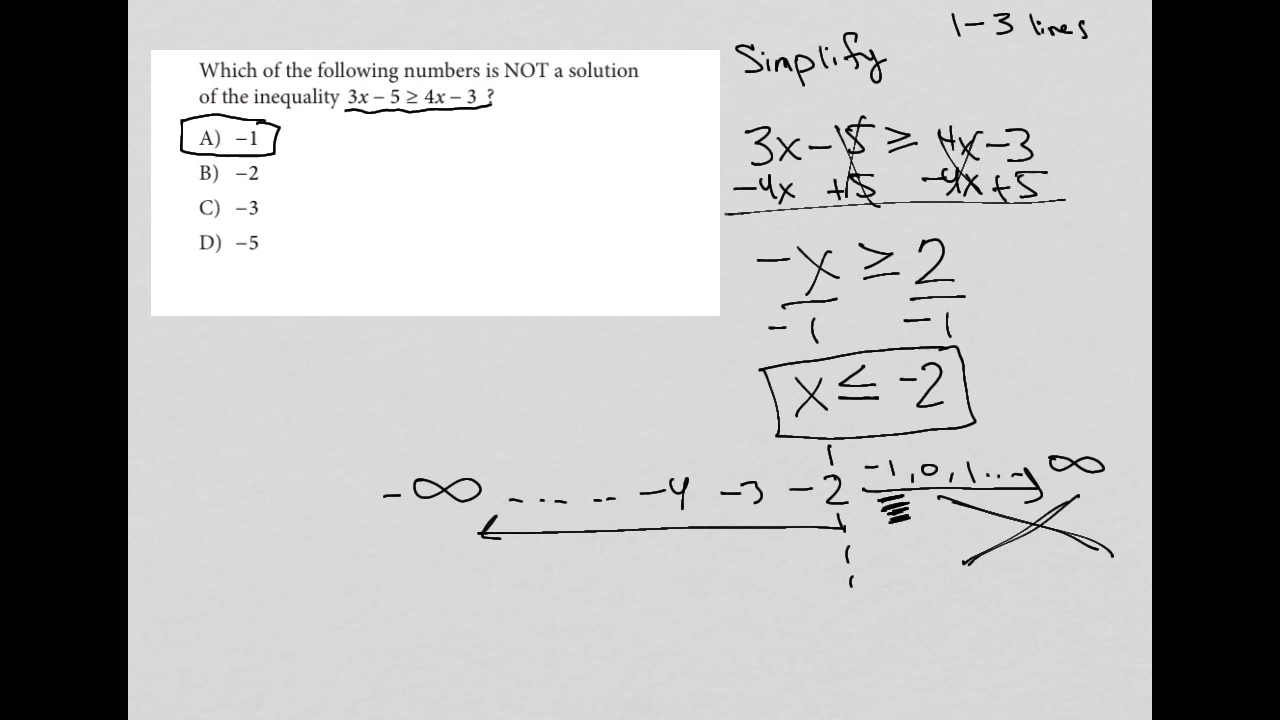 Which of the following numbers is NOT a solution
of the inequality 3x – 5 ≥ 4x – 3 ?
A) –1
B) –2
C) –3
D) –5
1 – 3 lines
Simplify
3x – 5 ≥ 4x – 3
–4x +5 –4x +5
–x ≥ 2
–1 –1
x ≤ –2
–∞ ..... –4 –3 –2 –1, 0, 1 ... ∞